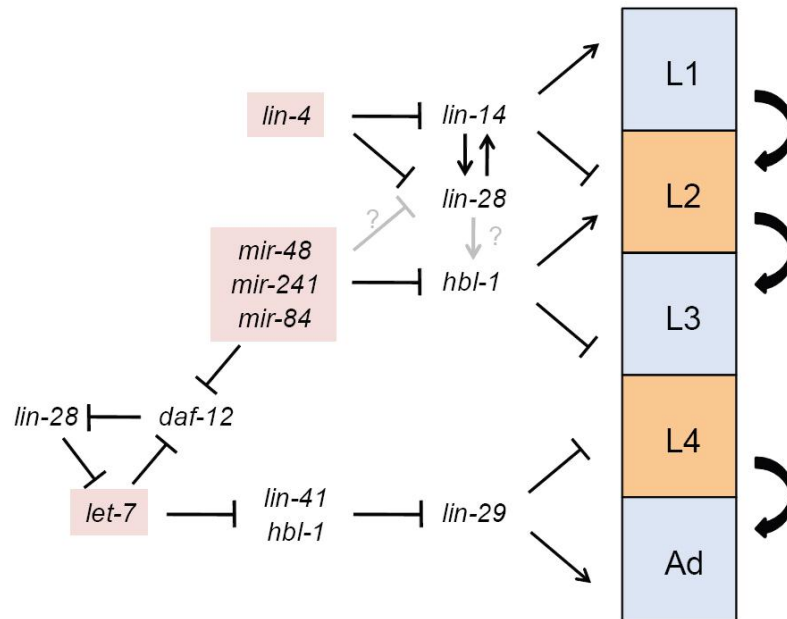 L1
lin-4
lin-14
L2
lin-28
?
?
mir-48
mir-241
mir-84
hbl-1
L3
lin-28
daf-12
L4
let-7
lin-41
hbl-1
lin-29
Ad